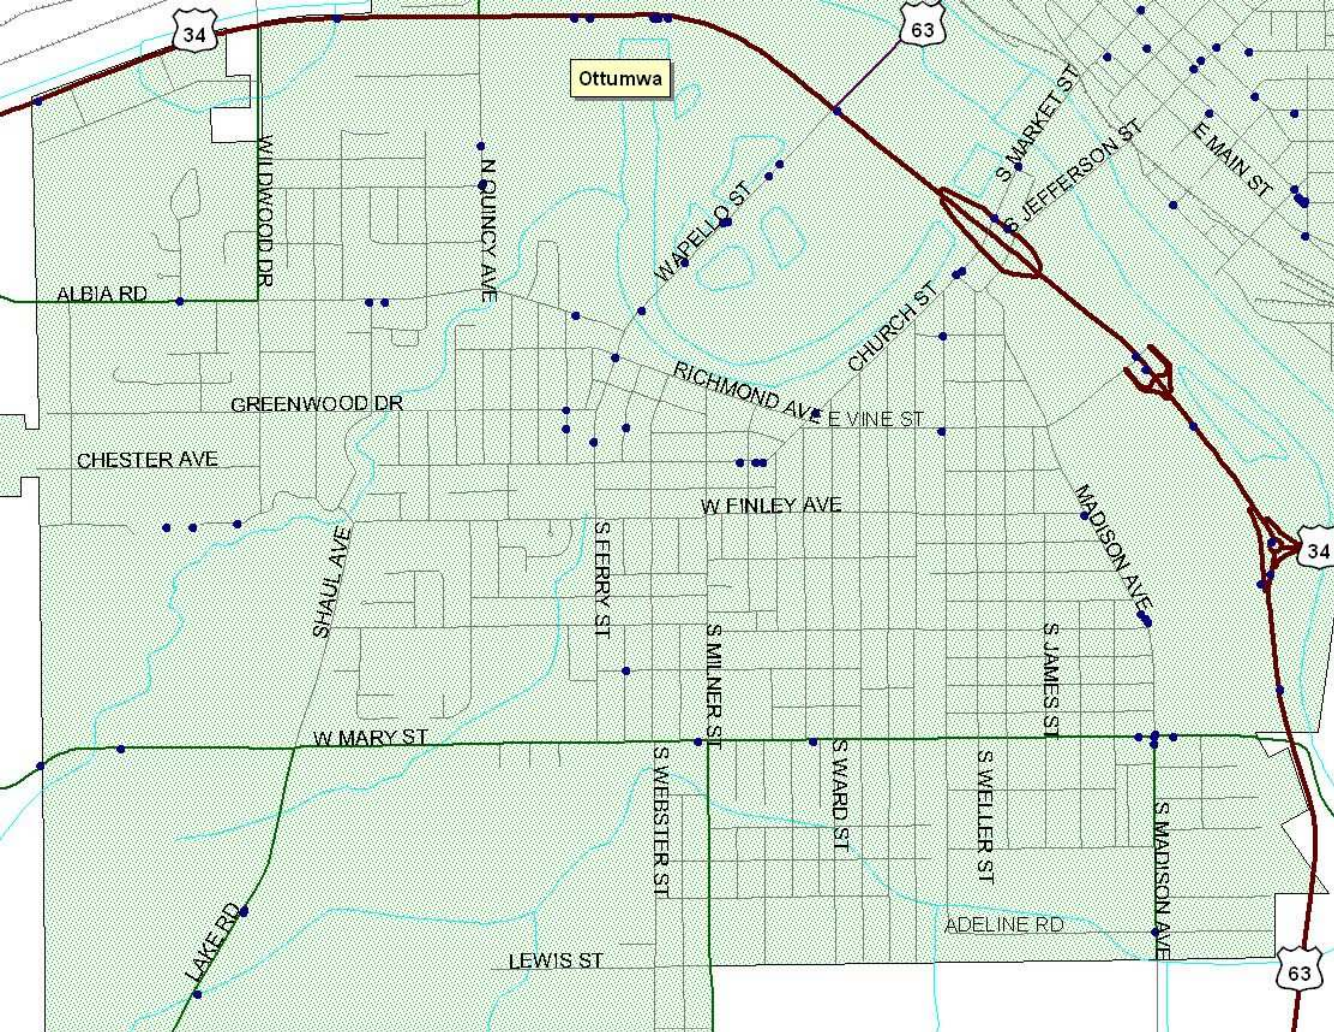 34
63
Ottumwa
S MARKET ST
S JEFFERSON ST
E MAIN ST
WILDWOOD DR
N QUINCY AVE
WAPELLO ST
ALBIA RD
CHURCH ST
RICHMOND AVE
GREENWOOD DR
E VINE ST
CHESTER AVE
W FINLEY AVE
MADISON AVE
34
SHAUL AVE
S FERRY ST
S MILNER ST
S JAMES ST
W MARY ST
S WEBSTER ST
S WARD ST
S WELLER ST
S MADISON AVE
LAKE RD
ADELINE RD
LEWIS ST
63